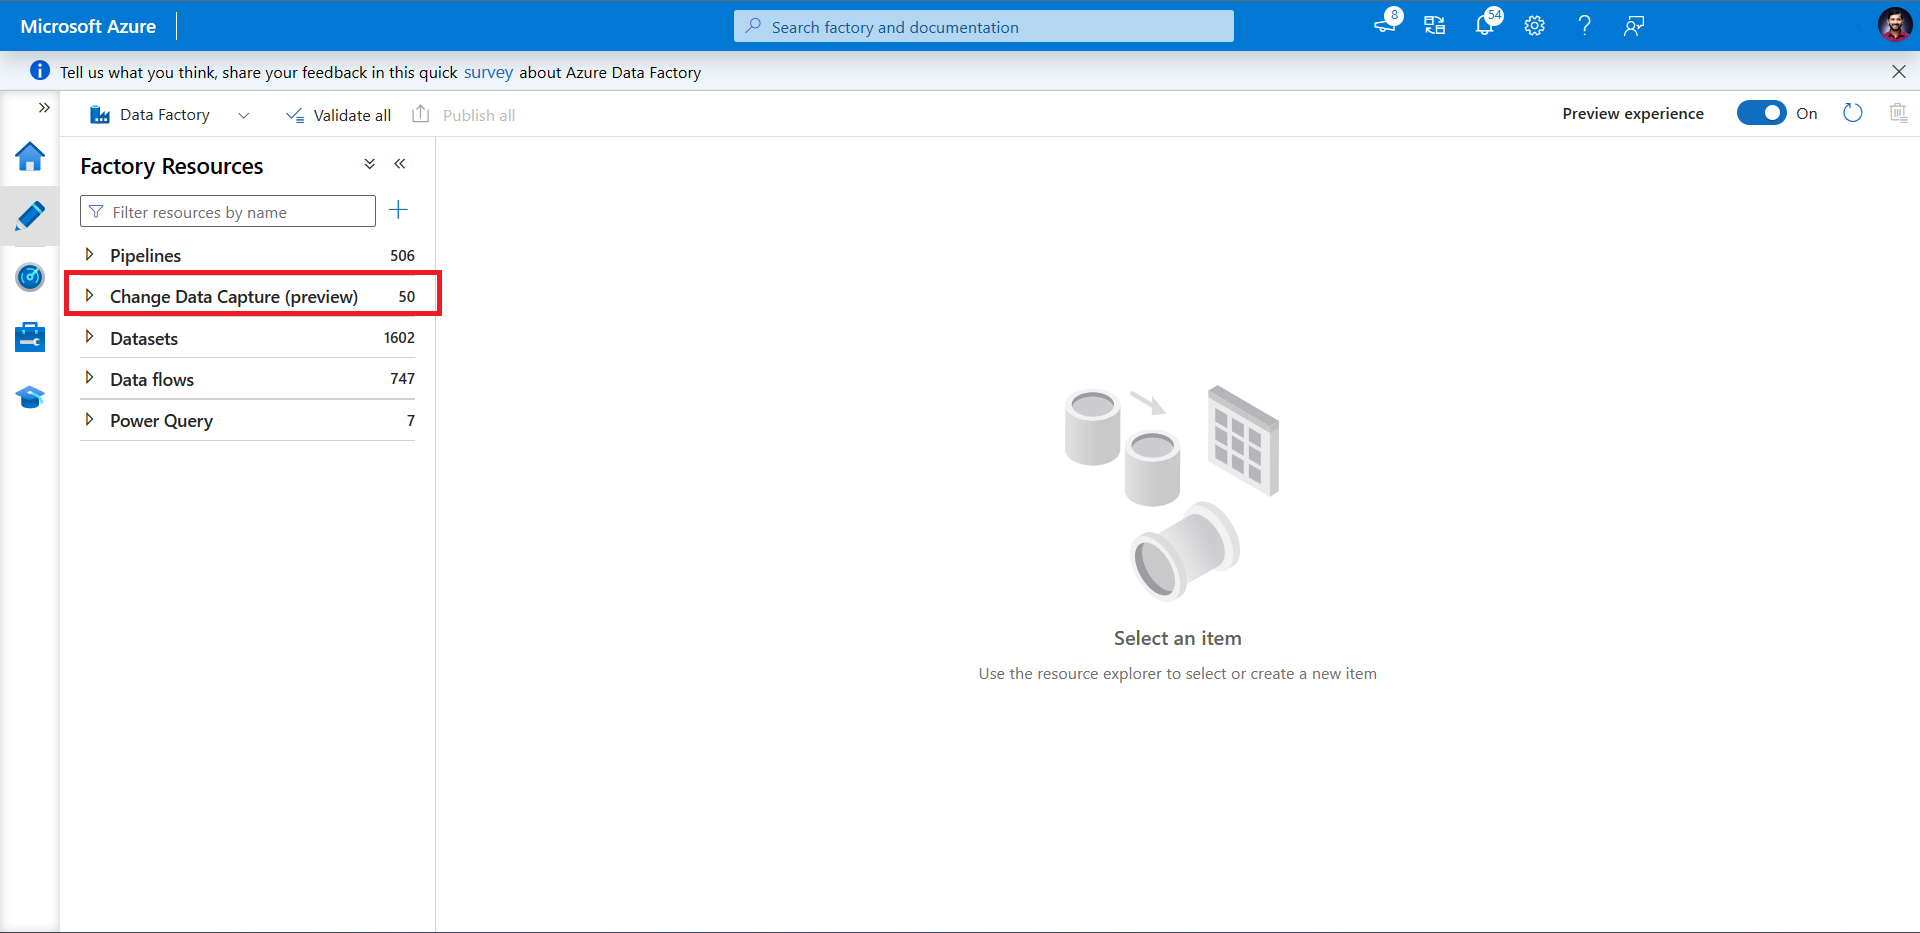 Microsoft Azure
Search factory and documentation
8
54
?
Tell us what you think, share your feedback in this quick survey about Azure Data Factory
Data Factory
Validate all
Publish all
Preview experience
On
Factory Resources
Filter resources by name
Pipelines 506
Change Data Capture (preview) 50
Datasets 1602
Data flows 747
Power Query 7
Select an item
Use the resource explorer to select or create a new item